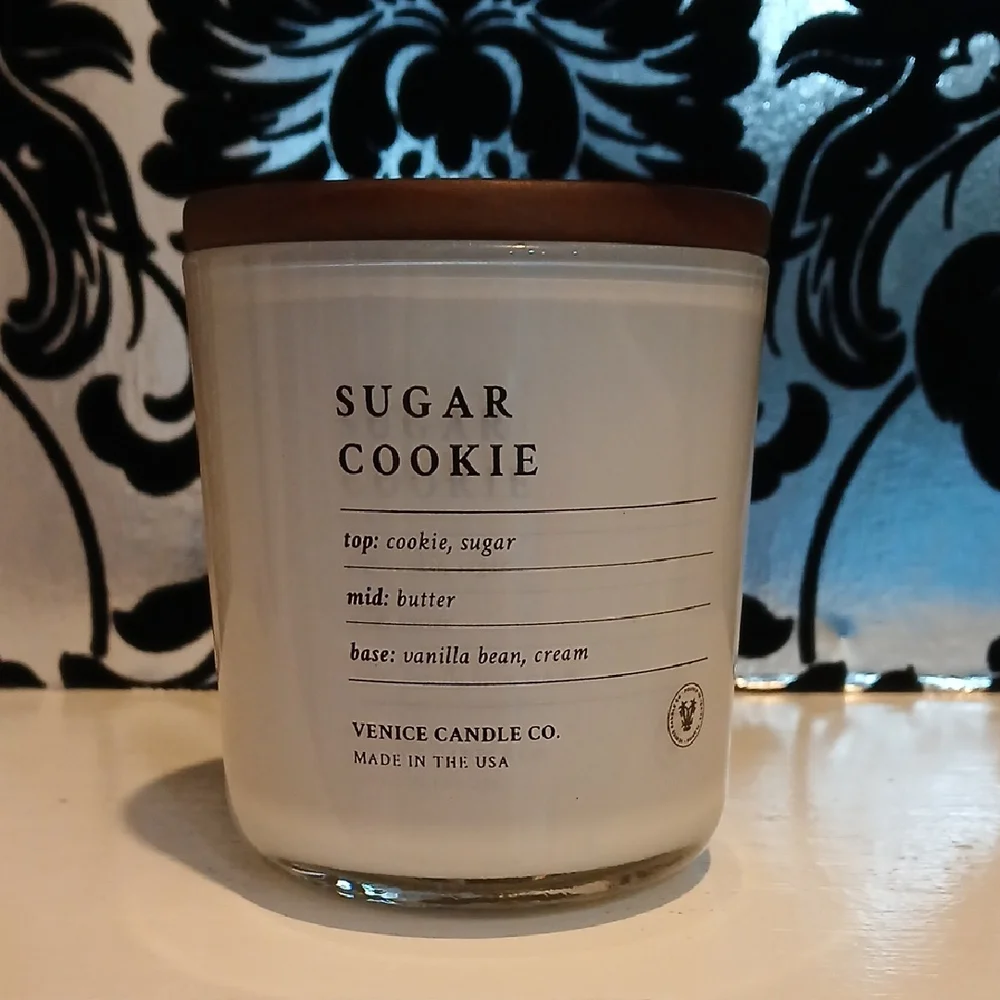 SUGAR
COOKIE
top: cookie, sugar
mid: butter
base: vanilla bean, cream
VENICE CANDLE CO.
MADE IN THE USA